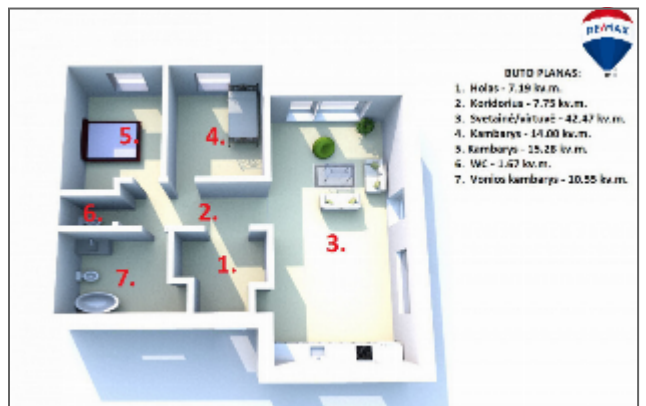 RE/MAX
BUTO PLANAS:
1. Holas - 7.19 kv.m.
2. Koridorius - 7.75 kv.m.
3. Svetainė/virtuvė - 42.47 kv.m.
4. Kambarys - 14.00 kv.m.
5. Kambarys - 15.26 kv.m.
6. WC - 1.67 kv.m.
7. Vonios kambarys - 10.55 kv.m.
5.
4.
6.
2.
3.
1.
7.